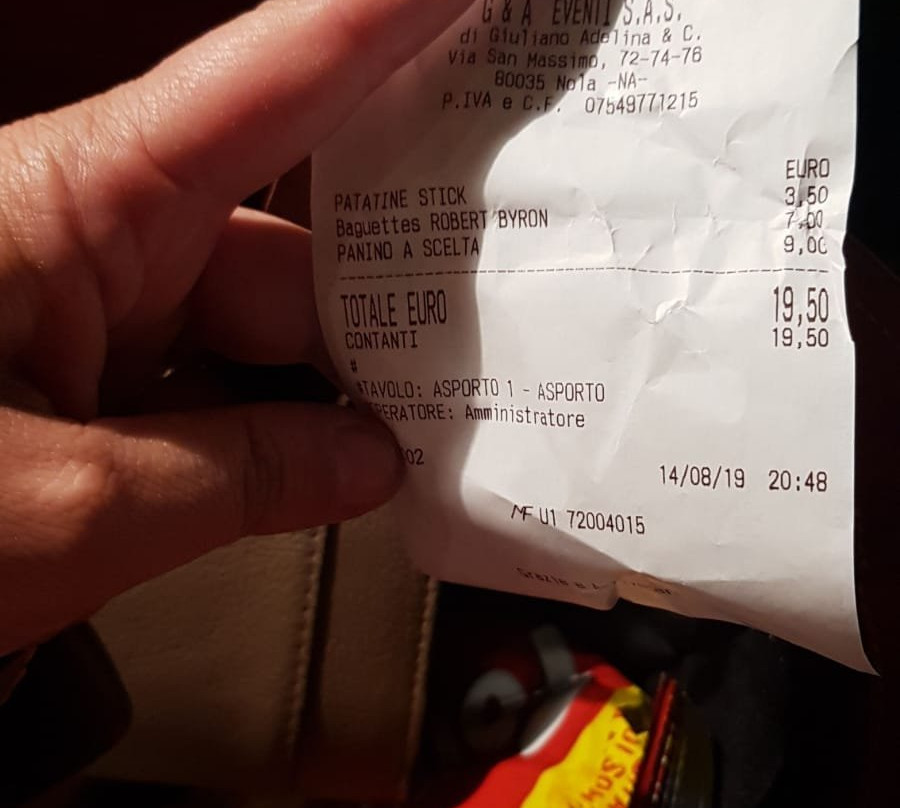 G & A EVENTI S.A.S.
di Giuliano Adelina & C.
Via San Massimo, 72-74-76
80035 Nola -NA-
P.IVA e C.F. 07549771215
EURO
PATATINE STICK 3,50
Baguettes ROBERT BYRON 7,00
PANINO A SCELTA 9,00
TOTALE EURO 19,50
CONTANTI 19,50
#
TAVOLO: ASPORTO 1 - ASPORTO
PERATORE: Amministratore
02
14/08/19 20:48
MF U1 72004015
Grazie